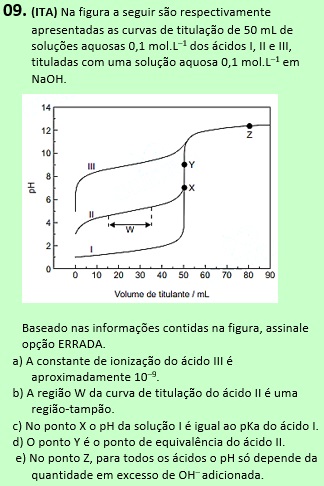 09. (ITA) Na figura a seguir são respectivamente
apresentadas as curvas de titulação de 50 mL de
soluções aquosas 0,1 mol.L⁻¹ dos ácidos I, II e III,
tituladas com uma solução aquosa 0,1 mol.L⁻¹ em
NaOH.
14
12
10
8
6
4
2
0
pH
III
II
I
W
Y
X
Z
0 10 20 30 40 50 60 70 80 90
Volume de titulante / mL
Baseado nas informações contidas na figura, assinale
opção ERRADA.
a) A constante de ionização do ácido III é
aproximadamente 10⁻⁹.
b) A região W da curva de titulação do ácido II é uma
região-tampão.
c) No ponto X o pH da solução I é igual ao pKa do ácido I.
d) O ponto Y é o ponto de equivalência do ácido II.
e) No ponto Z, para todos os ácidos o pH só depende da
quantidade em excesso de OH⁻ adicionada.